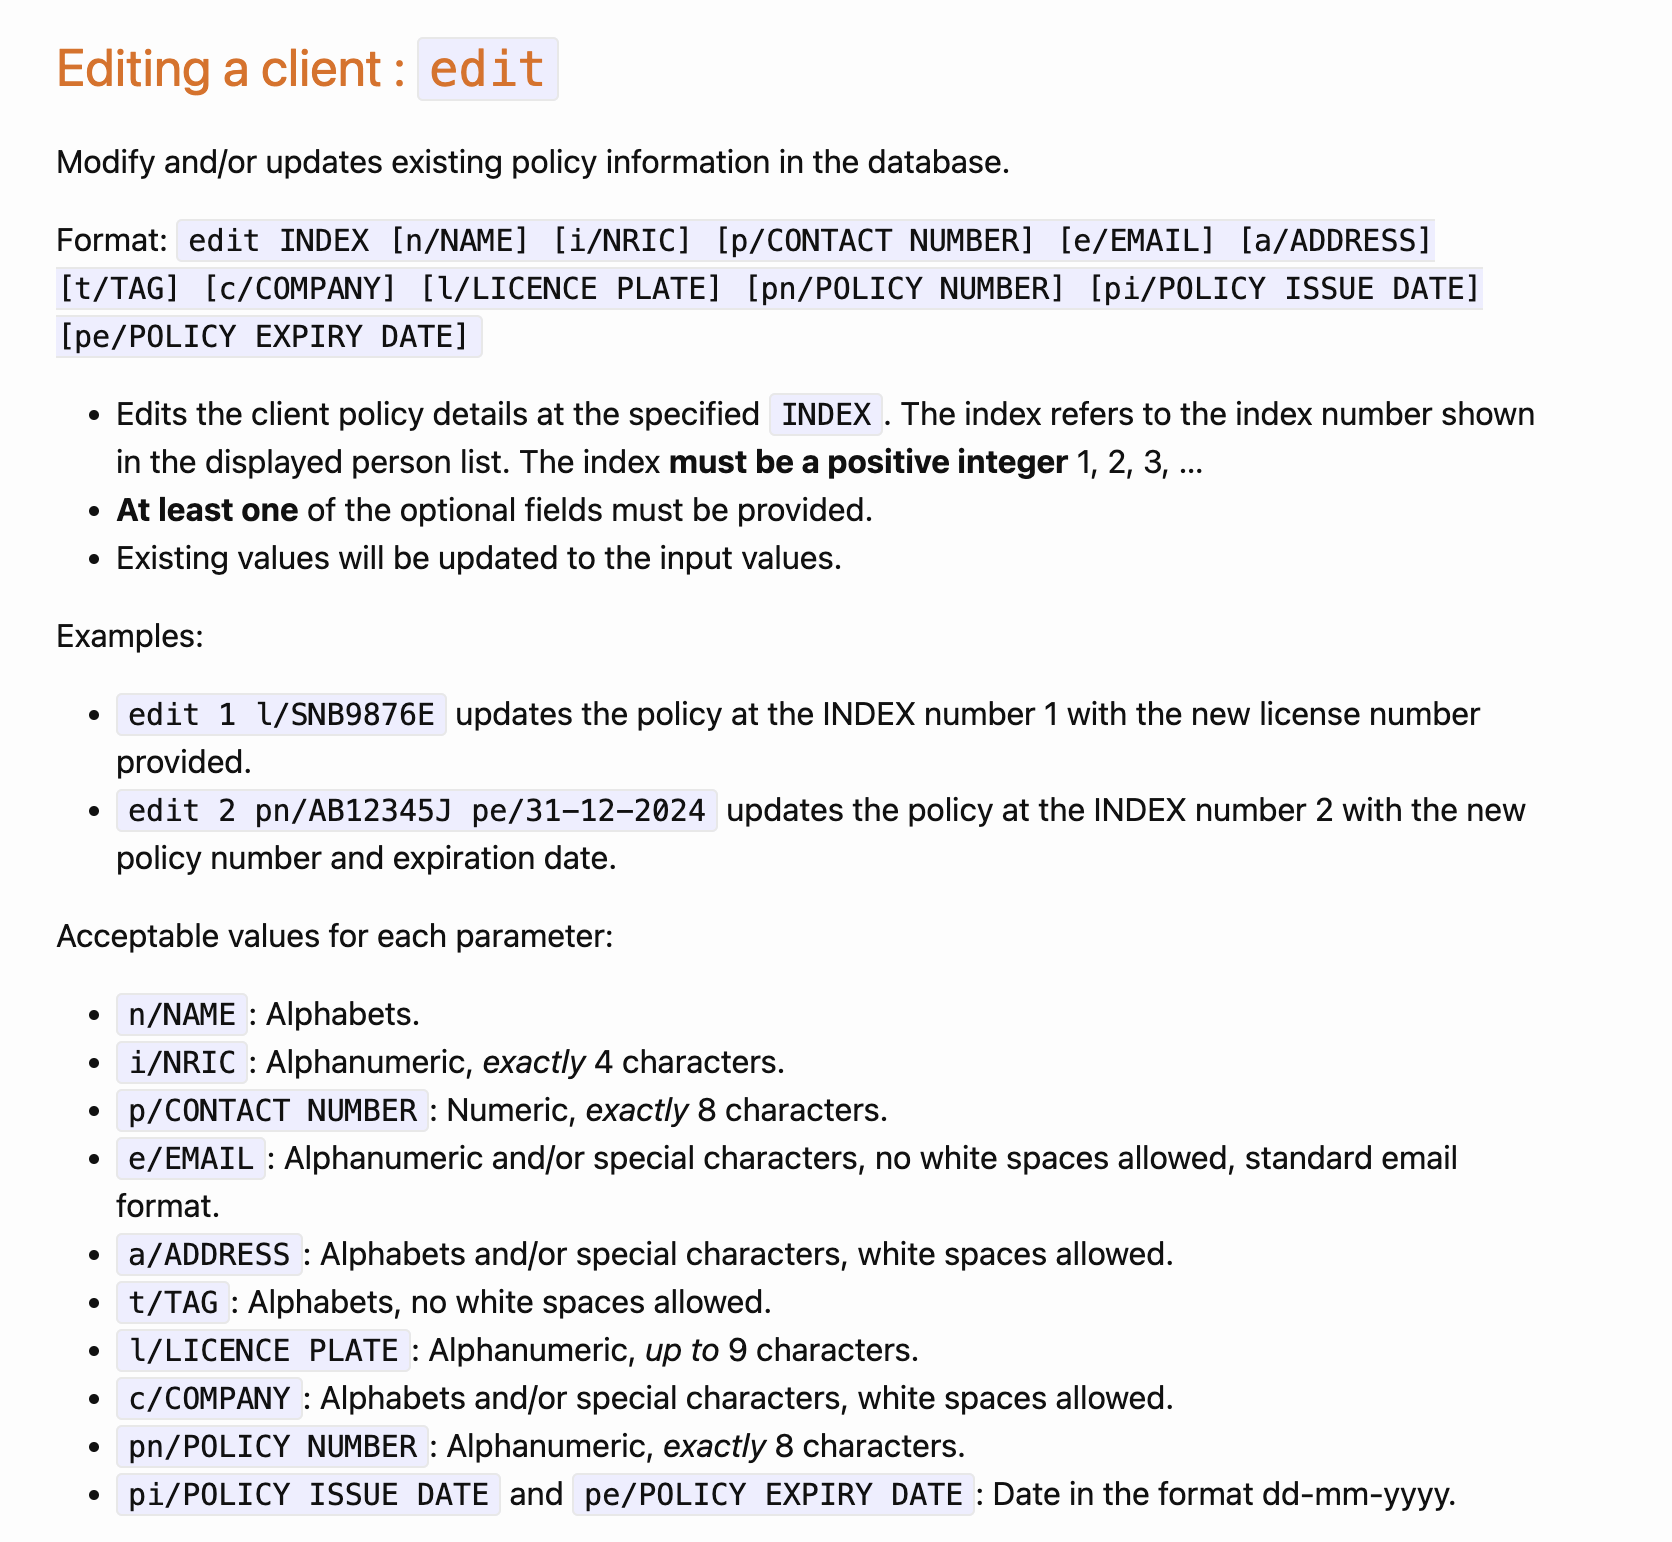 Editing a client : edit
Modify and/or updates existing policy information in the database.
Format: edit INDEX [n/NAME] [i/NRIC] [p/CONTACT NUMBER] [e/EMAIL] [a/ADDRESS]
[t/TAG] [c/COMPANY] [l/LICENCE PLATE] [pn/POLICY NUMBER] [pi/POLICY ISSUE DATE]
[pe/POLICY EXPIRY DATE]
• Edits the client policy details at the specified INDEX. The index refers to the index number shown
in the displayed person list. The index must be a positive integer 1, 2, 3, …
• At least one of the optional fields must be provided.
• Existing values will be updated to the input values.
Examples:
• edit 1 l/SNB9876E updates the policy at the INDEX number 1 with the new license number
provided.
• edit 2 pn/AB12345J pe/31-12-2024 updates the policy at the INDEX number 2 with the new
policy number and expiration date.
Acceptable values for each parameter:
• n/NAME: Alphabets.
• i/NRIC: Alphanumeric, exactly 4 characters.
• p/CONTACT NUMBER: Numeric, exactly 8 characters.
• e/EMAIL: Alphanumeric and/or special characters, no white spaces allowed, standard email
format.
• a/ADDRESS: Alphabets and/or special characters, white spaces allowed.
• t/TAG: Alphabets, no white spaces allowed.
• l/LICENCE PLATE: Alphanumeric, up to 9 characters.
• c/COMPANY: Alphabets and/or special characters, white spaces allowed.
• pn/POLICY NUMBER: Alphanumeric, exactly 8 characters.
• pi/POLICY ISSUE DATE and pe/POLICY EXPIRY DATE: Date in the format dd-mm-yyyy.